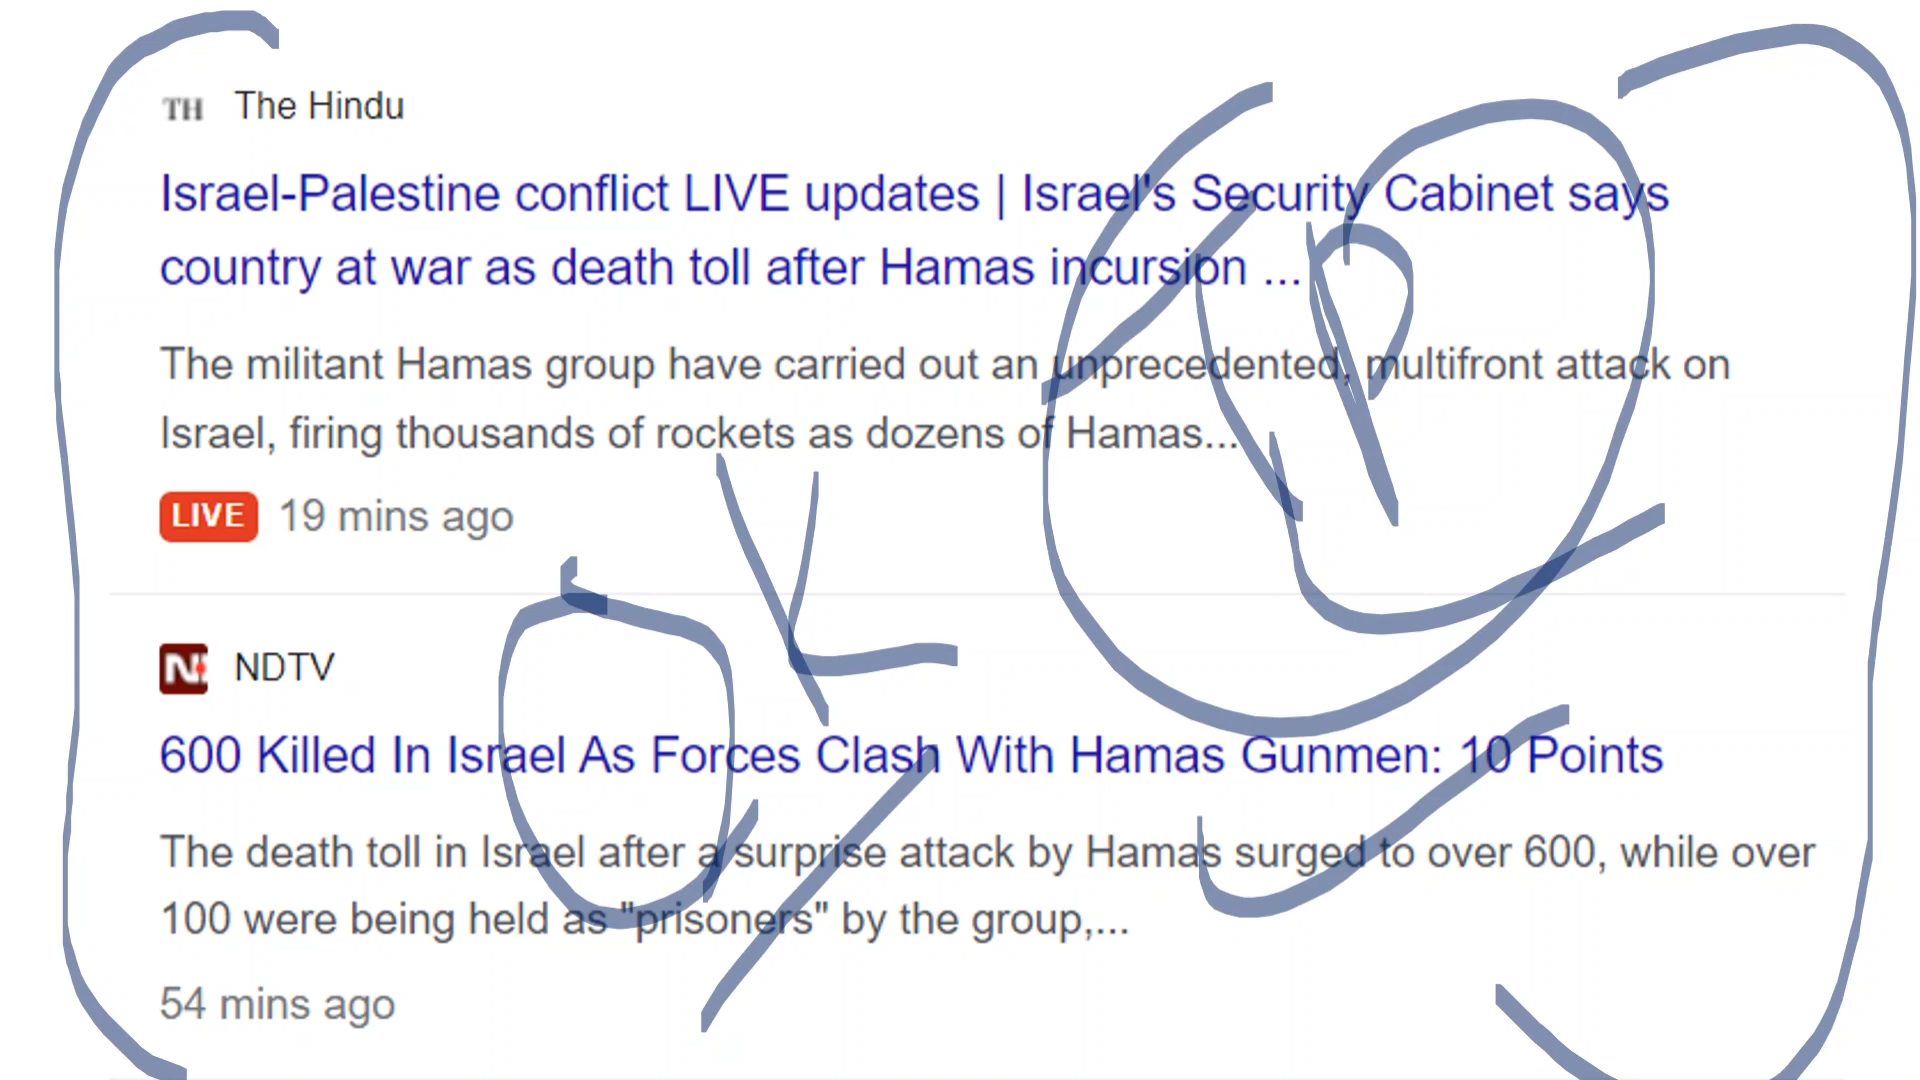 TH The Hindu
Israel-Palestine conflict LIVE updates | Israel's Security Cabinet says
country at war as death toll after Hamas incursion ...
The militant Hamas group have carried out an unprecedented, multifront attack on
Israel, firing thousands of rockets as dozens of Hamas...
LIVE 19 mins ago
N NDTV
600 Killed In Israel As Forces Clash With Hamas Gunmen: 10 Points
The death toll in Israel after a surprise attack by Hamas surged to over 600, while over
100 were being held as "prisoners" by the group,...
54 mins ago